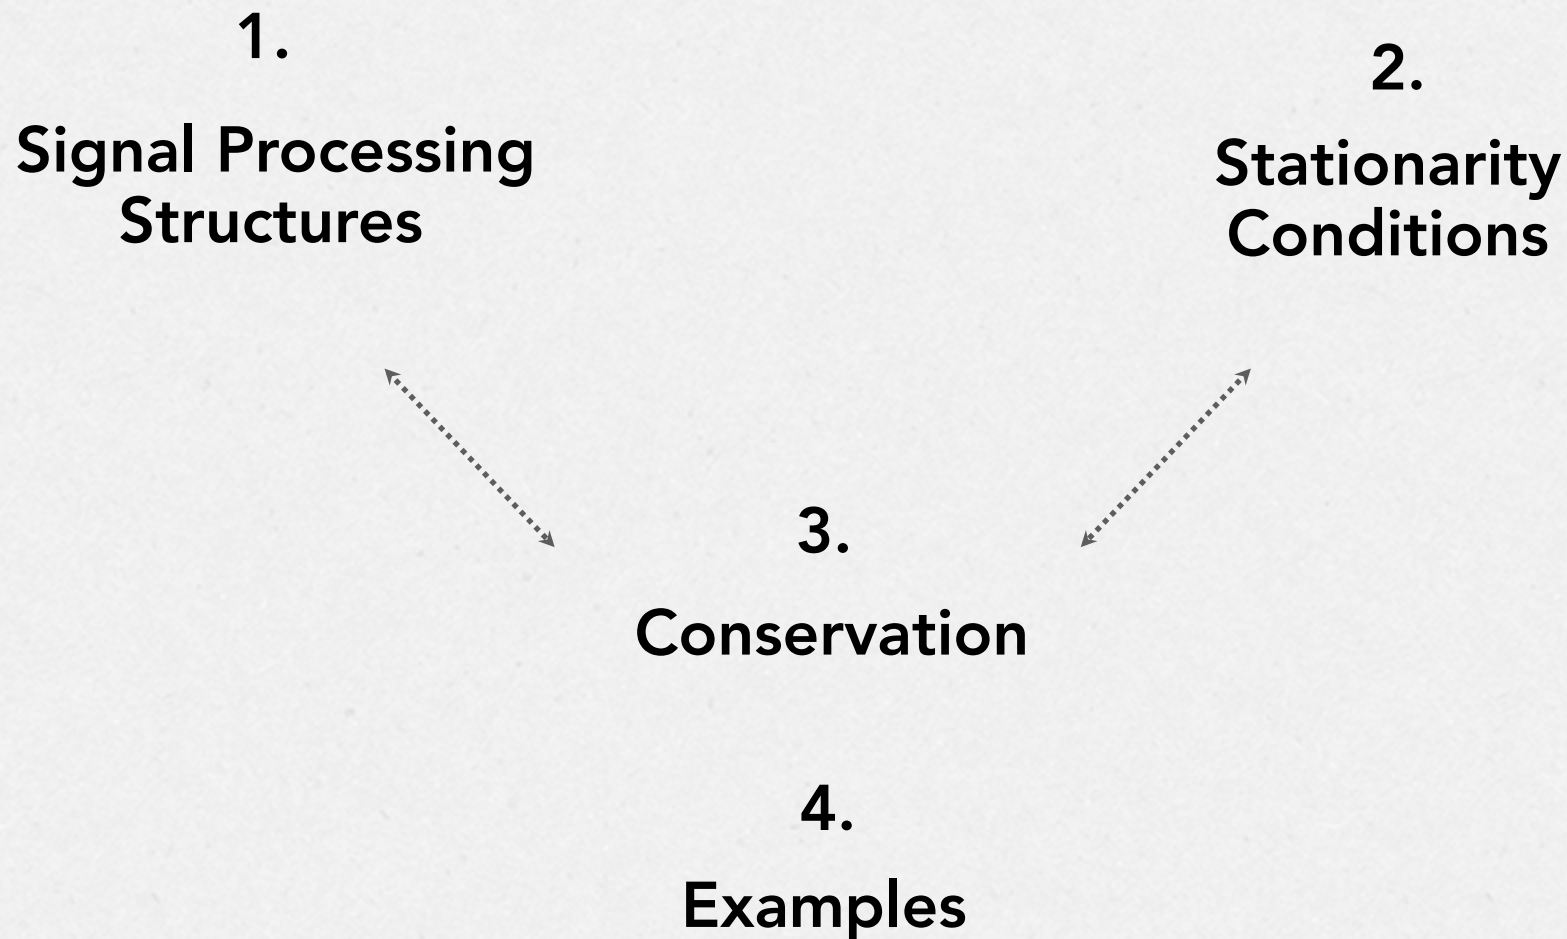 1.
Signal Processing
Structures
2.
Stationarity
Conditions
3.
Conservation
4.
Examples